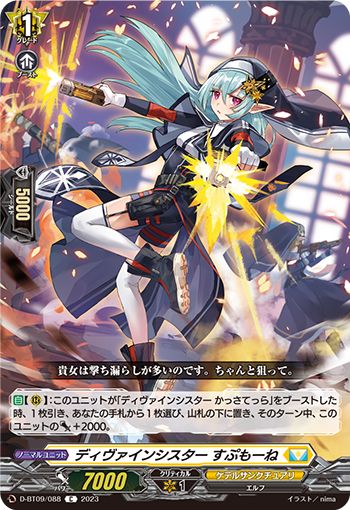 1
グレード
ブースト
5000
シールド
貴女は撃ち漏らしが多いのです。ちゃんと狙って。
自【R】:このユニットが「ディヴァインシスター かっさてっら」をブーストした
時、1枚引き、あなたの手札から1枚選び、山札の下に置き、そのターン中、この
ユニットの+2000。
ノーマルユニット
ディヴァインシスター すぷもーね
パワー
7000
クリティカル
1
ケテルサンクチュアリ
エルフ
D-BT09/088 C 2023
イラスト/nima